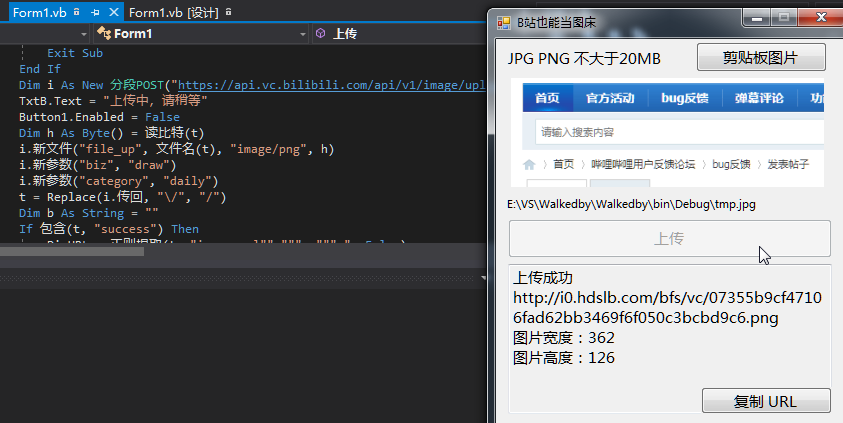 Form1.vb
Form1.vb [设计]
Form1
上传
Exit Sub
End If
Dim i As New 分段POST("https://api.vc.bilibili.com/api/v1/image/upl
TxtB.Text = "上传中, 请稍等"
Button1.Enabled = False
Dim h As Byte() = 读比特(t)
i.新文件("file_up", 文件名(t), "image/png", h)
i.新参数("biz", "draw")
i.新参数("category", "daily")
t = Replace(i.传回, "\/", "/")
Dim b As String = ""
If 包含(t, "success") Then
B站也能当图床
JPG PNG 不大于20MB
剪贴板图片
首页 官方活动 bug反馈 弹幕评论
请输入搜索内容
首页 哔哩哔哩用户反馈论坛 bug反馈 发表帖子
E:\VS\Walkedby\Walkedby\bin\Debug\tmp.jpg
上传
上传成功
http://i0.hdslb.com/bfs/vc/07355b9cf4710
6fad62bb3469f6f050c3bcbd9c6.png
图片宽度：362
图片高度：126
复制 URL